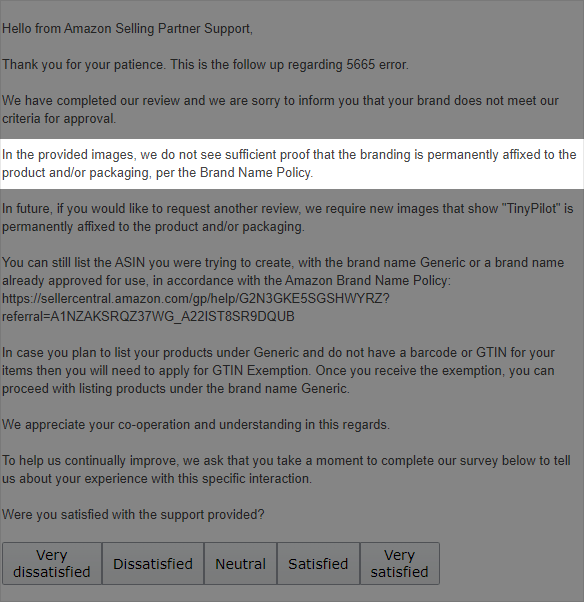 Hello from Amazon Selling Partner Support,
Thank you for your patience. This is the follow up regarding 5665 error.
We have completed our review and we are sorry to inform you that your brand does not meet our
criteria for approval.
In the provided images, we do not see sufficient proof that the branding is permanently affixed to the
product and/or packaging, per the Brand Name Policy.
In future, if you would like to request another review, we require new images that show "TinyPilot" is
permanently affixed to the product and/or packaging.
You can still list the ASIN you were trying to create, with the brand name Generic or a brand name
already approved for use, in accordance with the Amazon Brand Name Policy:
https://sellercentral.amazon.com/gp/help/G2N3GKE5SGSHWYRZ?
referral=A1NZAKSRQZ37WG_A22IST8SR9DQUB
In case you plan to list your products under Generic and do not have a barcode or GTIN for your
items then you will need to apply for GTIN Exemption. Once you receive the exemption, you can
proceed with listing products under the brand name Generic.
We appreciate your co-operation and understanding in this regards.
To help us continually improve, we ask that you take a moment to complete our survey below to tell
us about your experience with this specific interaction.
Were you satisfied with the support provided?
Very
dissatisfied
Dissatisfied
Neutral
Satisfied
Very
satisfied